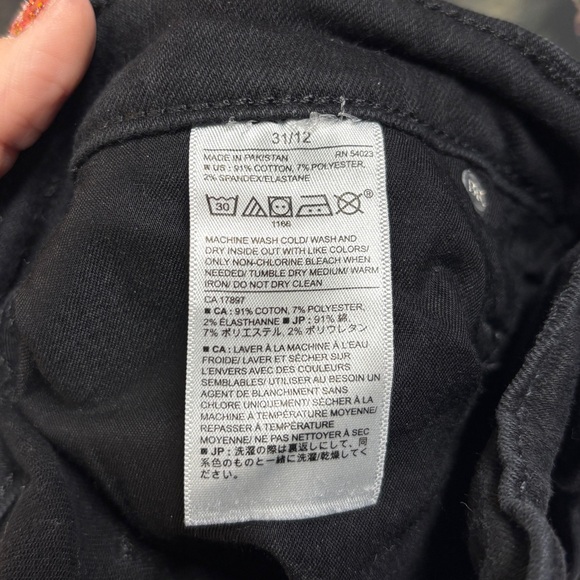 31/12
MADE IN PAKISTAN RN 54023
■ US : 91% COTTON, 7% POLYESTER,
2% SPANDEX/ELASTANE
30 ®
1166
MACHINE WASH COLD/ WASH AND
DRY INSIDE OUT WITH LIKE COLORS/
ONLY NON-CHLORINE BLEACH WHEN
NEEDED/ TUMBLE DRY MEDIUM/ WARM
IRON/ DO NOT DRY CLEAN
CA 17897
■ CA : 91% COTTON, 7% POLYESTER,
2% ÉLASTHANNE ■ JP : 91% 綿,
7% ポリエステル, 2% ポリウレタン
■ CA : LAVER À LA MACHINE À L'EAU
FROIDE/ LAVER ET SÉCHER SUR
L'ENVERS AVEC DES COULEURS
SEMBLABLES/ UTILISER AU BESOIN UN
AGENT DE BLANCHIMENT SANS
CHLORE UNIQUEMENT/ SÉCHER À LA
MACHINE À TEMPÉRATURE MOYENNE/
REPASSER À TEMPÉRATURE
MOYENNE/ NE PAS NETTOYER À SEC
■ JP : 洗濯の際は裏返しにして、同
系色のものと一緒に洗濯/乾燥してく
ださい。